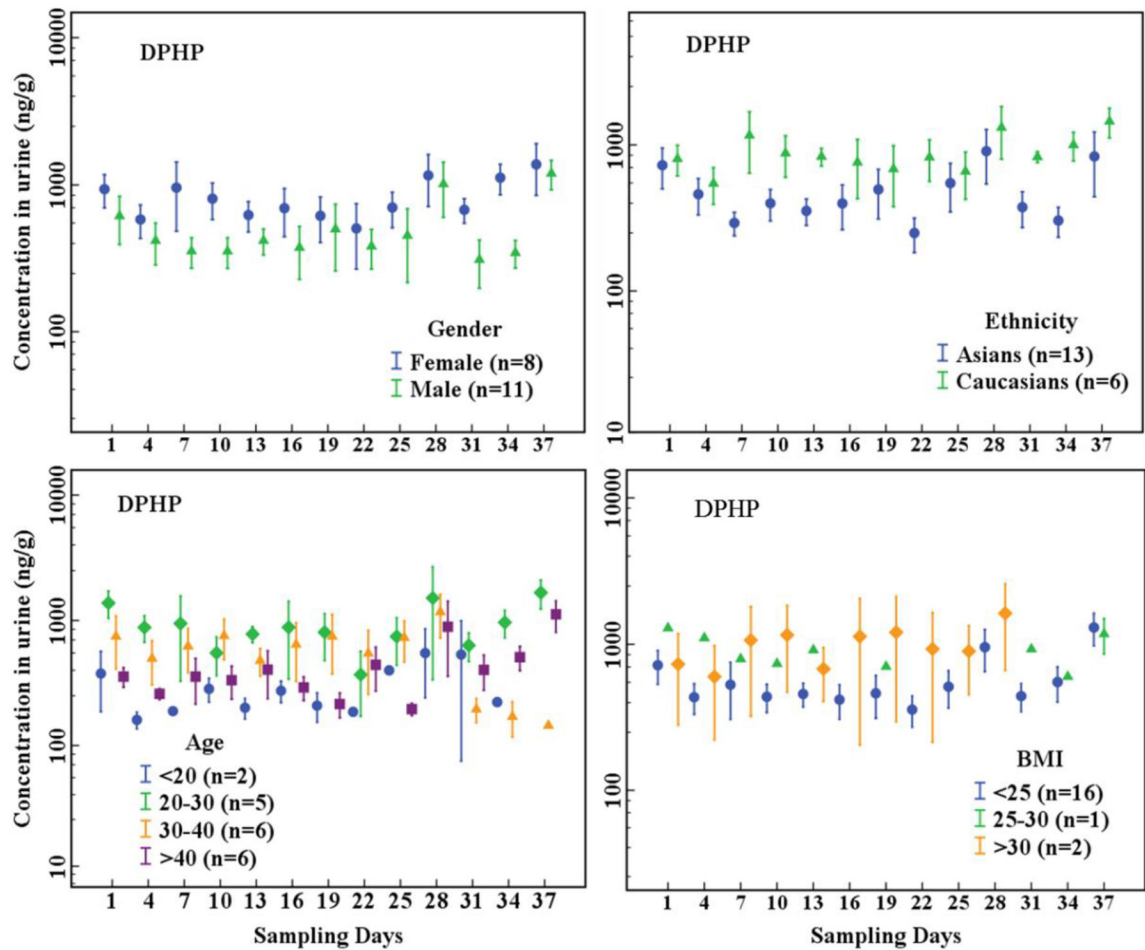 DPHP
Concentration in urine (ng/g)
10000
1000
100
Gender
Female (n=8)
Male (n=11)
1 4 7 10 13 16 19 22 25 28 31 34 37
DPHP
1000
100
10
Ethnicity
Asians (n=13)
Caucasians (n=6)
1 4 7 10 13 16 19 22 25 28 31 34 37
DPHP
Concentration in urine (ng/g)
10000
1000
100
10
Age
<20 (n=2)
20-30 (n=5)
30-40 (n=6)
>40 (n=6)
1 4 7 10 13 16 19 22 25 28 31 34 37
Sampling Days
DPHP
10000
1000
100
BMI
<25 (n=16)
25-30 (n=1)
>30 (n=2)
1 4 7 10 13 16 19 22 25 28 31 34 37
Sampling Days